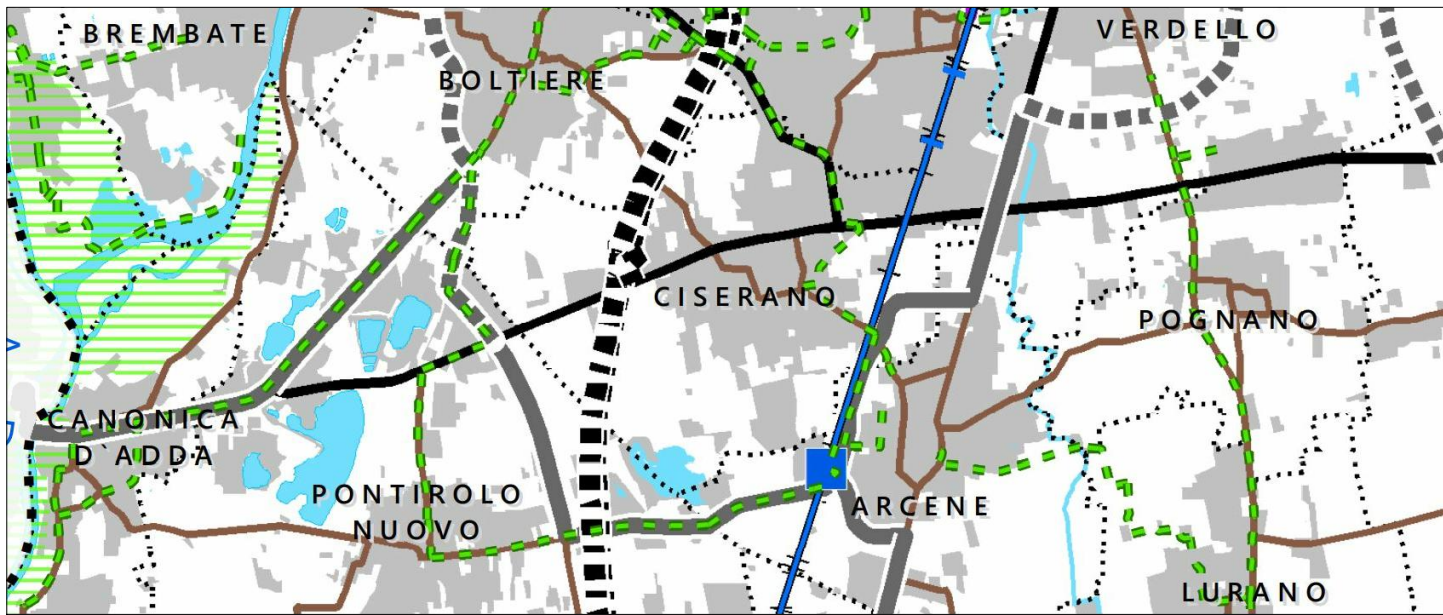 BREMBATE
VERDELLO
BOLTIERE
CISERANO
POGNANO
CANONICA
D`ADDA
PONTIROLO
NUOVO
ARCENE
LURANO